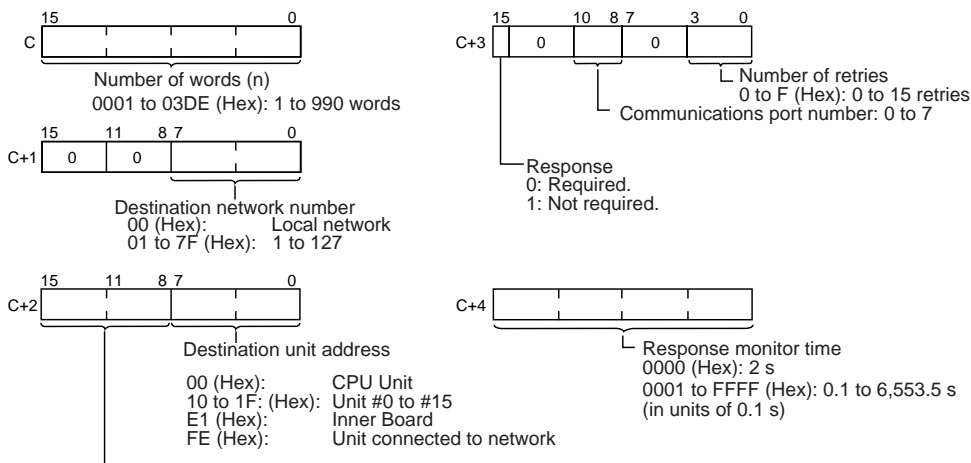 15 0
C
Number of words (n)
0001 to 03DE (Hex): 1 to 990 words
15 11 8 7 0
C+1 0 0
Destination network number
00 (Hex): Local network
01 to 7F (Hex): 1 to 127
15 11 8 7 0
C+2
Destination unit address
00 (Hex): CPU Unit
10 to 1F: (Hex): Unit #0 to #15
E1 (Hex): Inner Board
FE (Hex): Unit connected to network
15 10 8 7 3 0
C+3 0 0
Number of retries
0 to F (Hex): 0 to 15 retries
Communications port number: 0 to 7
Response
0: Required.
1: Not required.
C+4
Response monitor time
0000 (Hex): 2 s
0001 to FFFF (Hex): 0.1 to 6,553.5 s
(in units of 0.1 s)